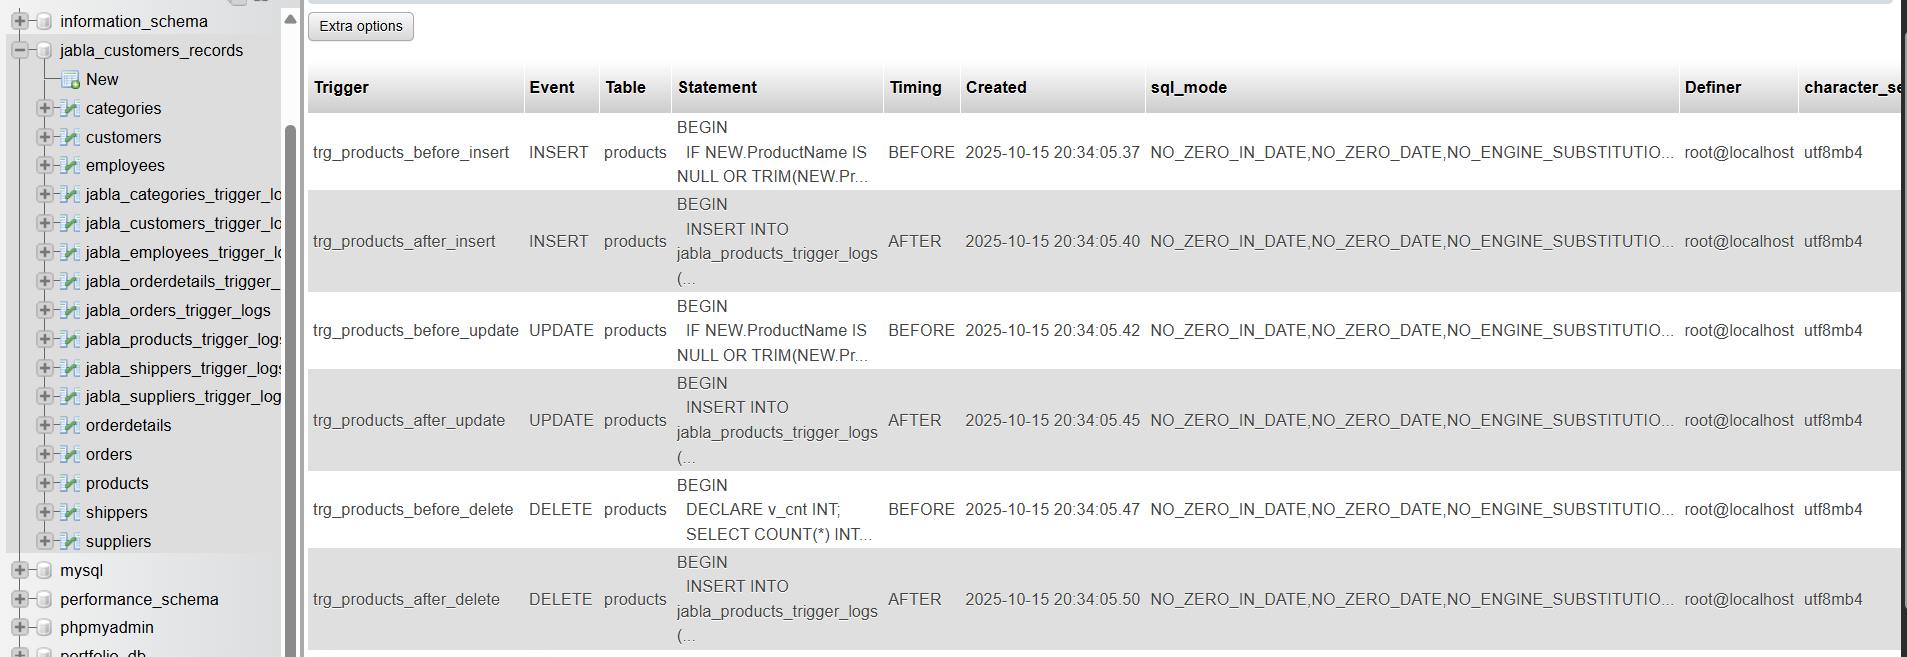 information_schema
jabla_customers_records
New
categories
customers
employees
jabla_categories_trigger_lo
jabla_customers_trigger_lo
jabla_employees_trigger_lo
jabla_orderdetails_trigger_
jabla_orders_trigger_logs
jabla_products_trigger_logs
jabla_shippers_trigger_logs
jabla_suppliers_trigger_log
orderdetails
orders
products
shippers
suppliers
mysql
performance_schema
phpmyadmin
portfolio_db
Extra options
Trigger Event Table Statement Timing Created sql_mode Definer character_se
BEGIN
trg_products_before_insert INSERT products IF NEW.ProductName IS BEFORE 2025-10-15 20:34:05.37 NO_ZERO_IN_DATE,NO_ZERO_DATE,NO_ENGINE_SUBSTITUTIO... root@localhost utf8mb4
NULL OR TRIM(NEW.Pr...
BEGIN
INSERT INTO
trg_products_after_insert INSERT products jabla_products_trigger_logs AFTER 2025-10-15 20:34:05.40 NO_ZERO_IN_DATE,NO_ZERO_DATE,NO_ENGINE_SUBSTITUTIO... root@localhost utf8mb4
(...
BEGIN
trg_products_before_update UPDATE products IF NEW.ProductName IS BEFORE 2025-10-15 20:34:05.42 NO_ZERO_IN_DATE,NO_ZERO_DATE,NO_ENGINE_SUBSTITUTIO... root@localhost utf8mb4
NULL OR TRIM(NEW.Pr...
BEGIN
INSERT INTO
trg_products_after_update UPDATE products jabla_products_trigger_logs AFTER 2025-10-15 20:34:05.45 NO_ZERO_IN_DATE,NO_ZERO_DATE,NO_ENGINE_SUBSTITUTIO... root@localhost utf8mb4
(...
BEGIN
trg_products_before_delete DELETE products DECLARE v_cnt INT; BEFORE 2025-10-15 20:34:05.47 NO_ZERO_IN_DATE,NO_ZERO_DATE,NO_ENGINE_SUBSTITUTIO... root@localhost utf8mb4
SELECT COUNT(*) INT...
BEGIN
INSERT INTO
trg_products_after_delete DELETE products jabla_products_trigger_logs AFTER 2025-10-15 20:34:05.50 NO_ZERO_IN_DATE,NO_ZERO_DATE,NO_ENGINE_SUBSTITUTIO... root@localhost utf8mb4
(...